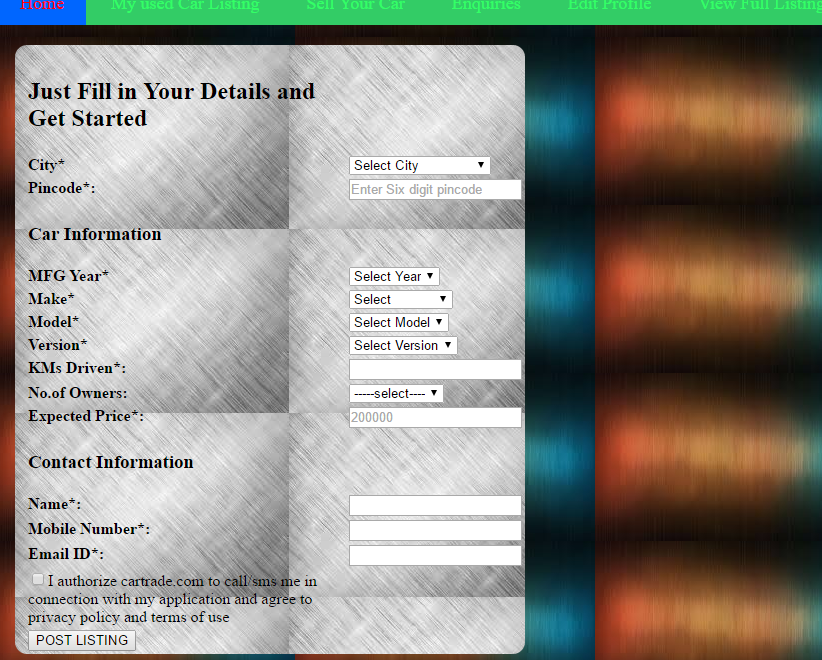 Home My used Car Listing Sell Your Car Enquiries Edit Profile View Full Listing
Just Fill in Your Details and
Get Started
City* Select City
Pincode*: Enter Six digit pincode
Car Information
MFG Year* Select Year
Make* Select
Model* Select Model
Version* Select Version
KMs Driven*:
No.of Owners: -----select----
Expected Price*: 200000
Contact Information
Name*:
Mobile Number*:
Email ID*:
I authorize cartrade.com to call/sms me in
connection with my application and agree to
privacy policy and terms of use
POST LISTING